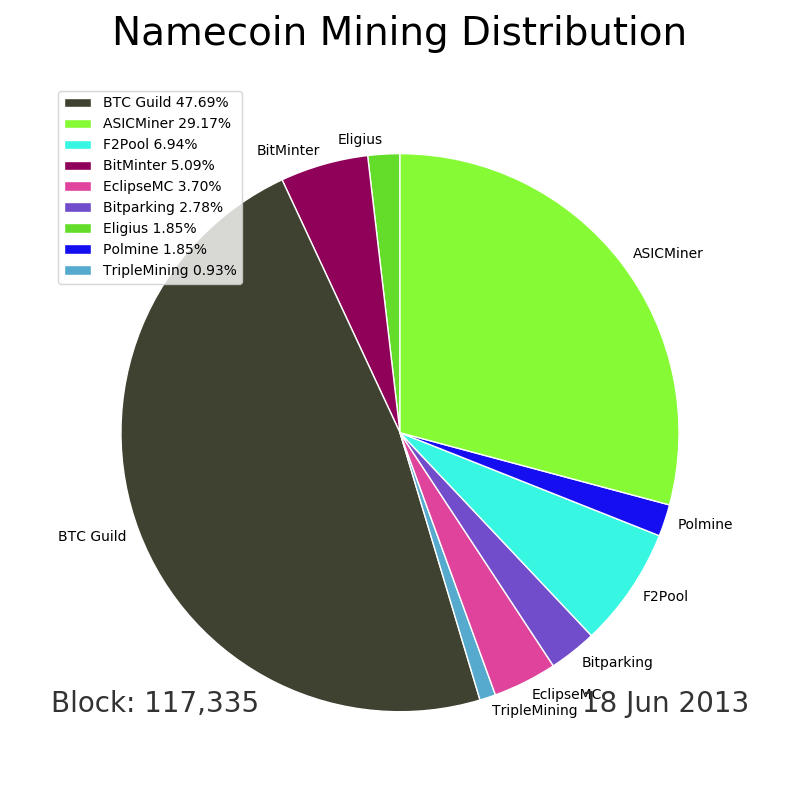 Namecoin Mining Distribution
BTC Guild 47.69%
ASICMiner 29.17%
F2Pool 6.94%
BitMinter 5.09%
EclipseMC 3.70%
Bitparking 2.78%
Eligius 1.85%
Polmine 1.85%
TripleMining 0.93%
Eligius
BitMinter
ASICMiner
Polmine
BTC Guild
F2Pool
Bitparking
EclipseMC
TripleMining
Block: 117,335
18 Jun 2013